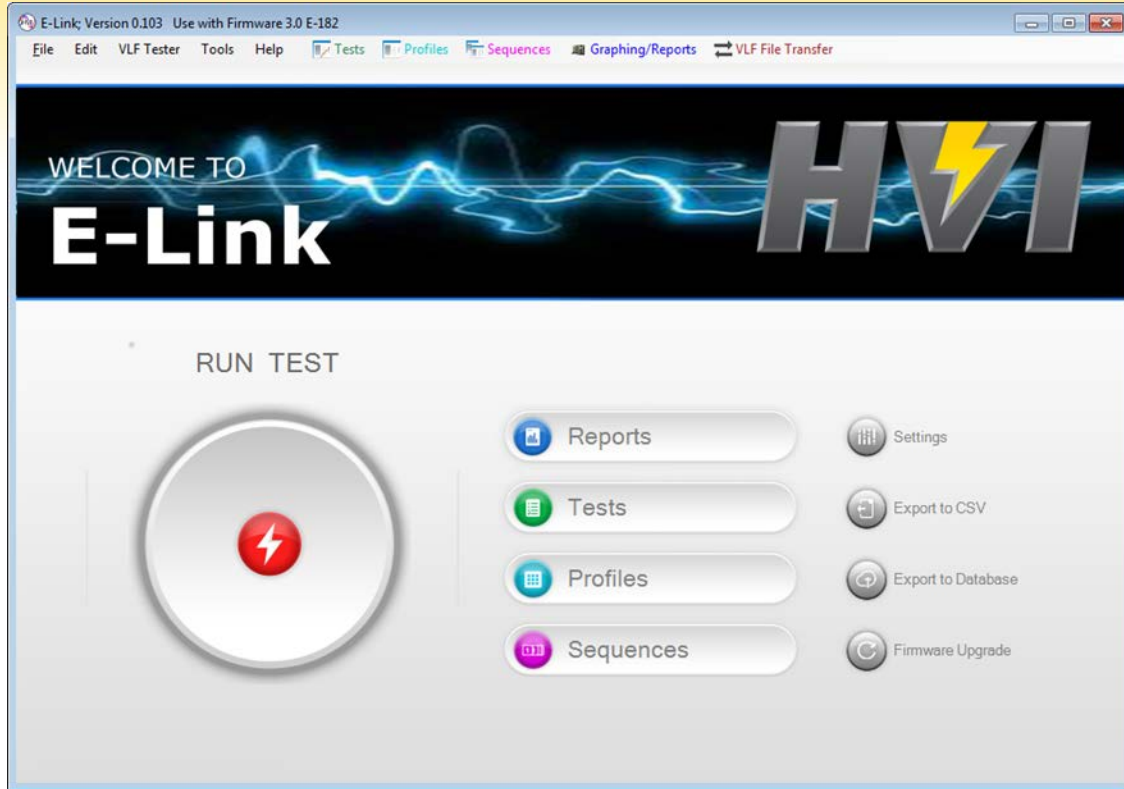 E-Link; Version 0.103 Use with Firmware 3.0 E-182
File Edit VLF Tester Tools Help Tests Profiles Sequences Graphing/Reports VLF File Transfer
WELCOME TO
E-Link
HVI
RUN TEST
Reports
Settings
Tests
Export to CSV
Profiles
Export to Database
Sequences
Firmware Upgrade